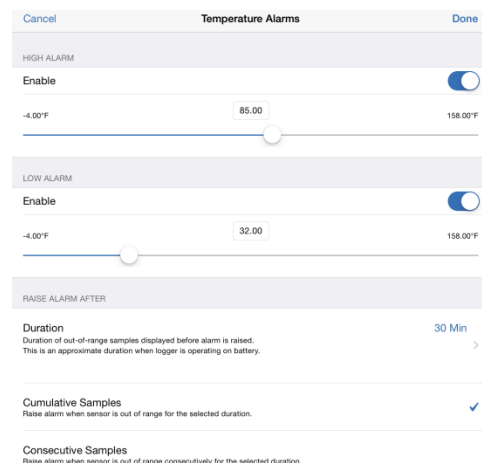 Cancel Temperature Alarms Done
HIGH ALARM
Enable
-4.00°F 85.00 158.00°F
LOW ALARM
Enable
-4.00°F 32.00 158.00°F
RAISE ALARM AFTER
Duration 30 Min
Duration of out-of-range samples displayed before alarm is raised.
This is an approximate duration when logger is operating on battery.
Cumulative Samples
Raise alarm when sensor is out of range for the selected duration.
Consecutive Samples
Raise alarm when sensor is out of range consecutively for the selected duration.